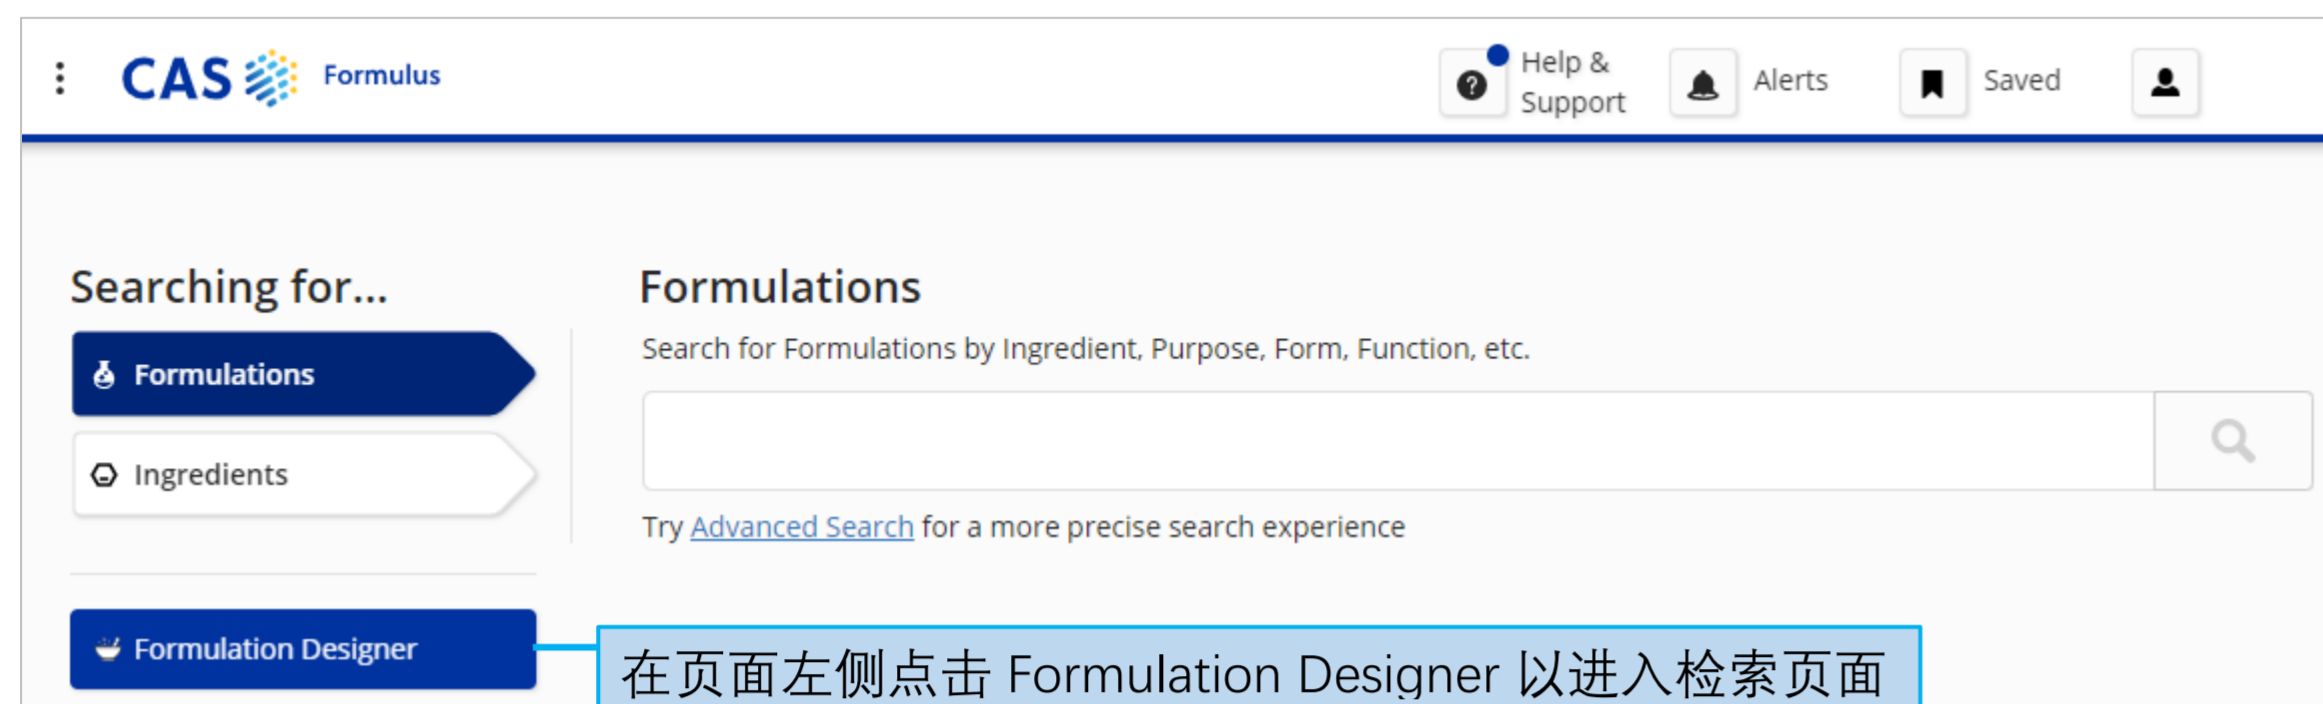 CAS Formulus
Help &
Support
Alerts
Saved
Searching for...
Formulations
Ingredients
Formulation Designer
Formulations
Search for Formulations by Ingredient, Purpose, Form, Function, etc.
Try Advanced Search for a more precise search experience
在页面左侧点击 Formulation Designer 以进入检索页面